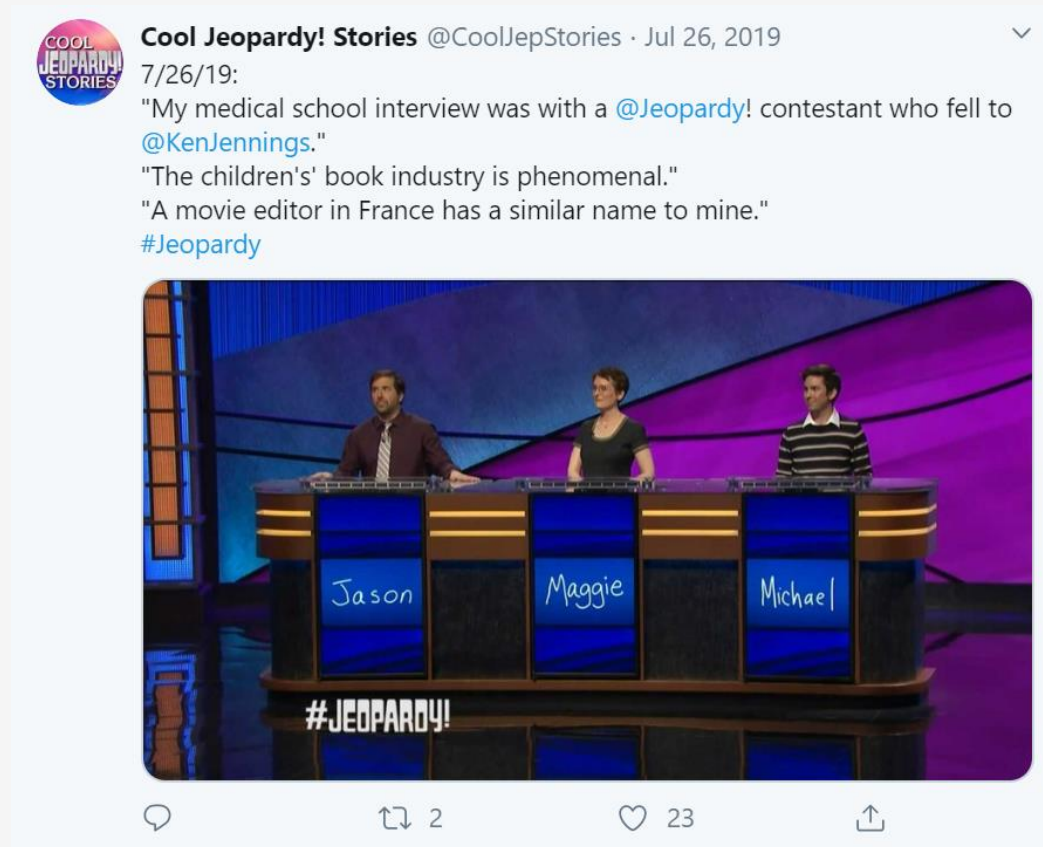 COOL
JEOPARDY!
STORIES
Cool Jeopardy! Stories @CoolJepStories · Jul 26, 2019
7/26/19:
"My medical school interview was with a @Jeopardy! contestant who fell to
@KenJennings."
"The children's' book industry is phenomenal."
"A movie editor in France has a similar name to mine."
#Jeopardy
Jason
Maggie
Michael
#JEOPARDY!
2
23